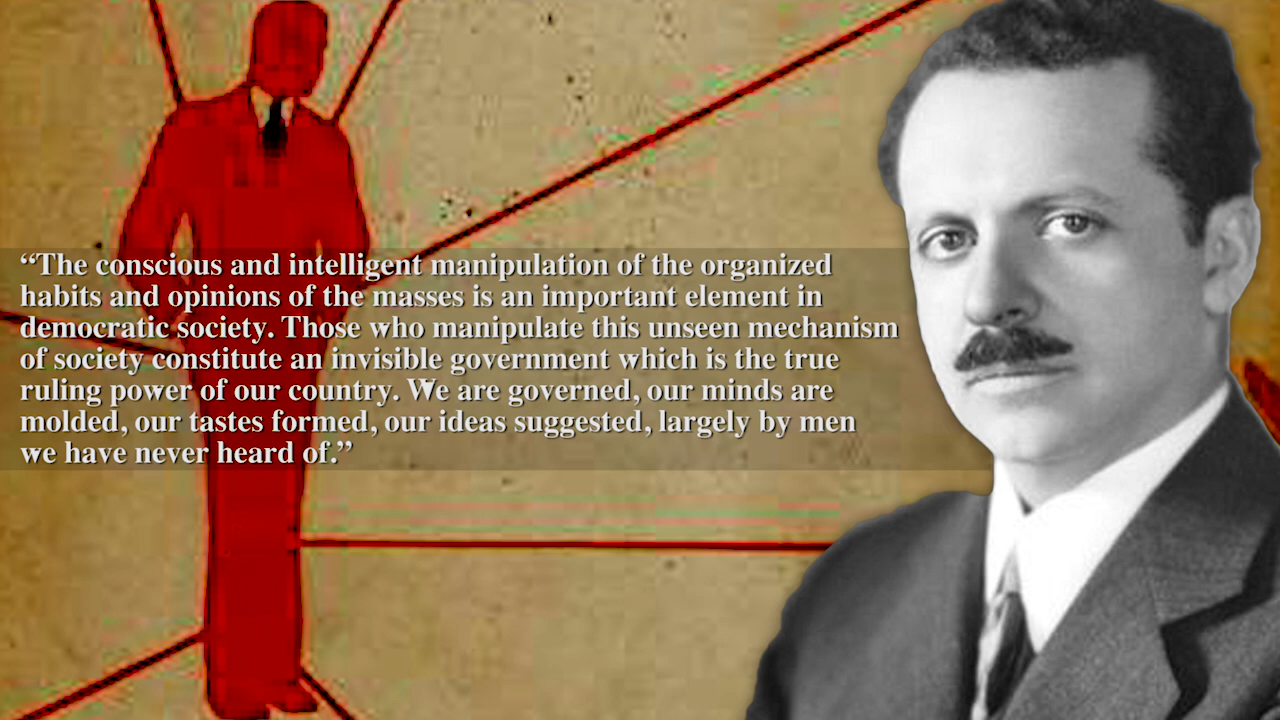 “The conscious and intelligent manipulation of the organized
habits and opinions of the masses is an important element in
democratic society. Those who manipulate this unseen mechanism
of society constitute an invisible government which is the true
ruling power of our country. We are governed, our minds are
molded, our tastes formed, our ideas suggested, largely by men
we have never heard of.”